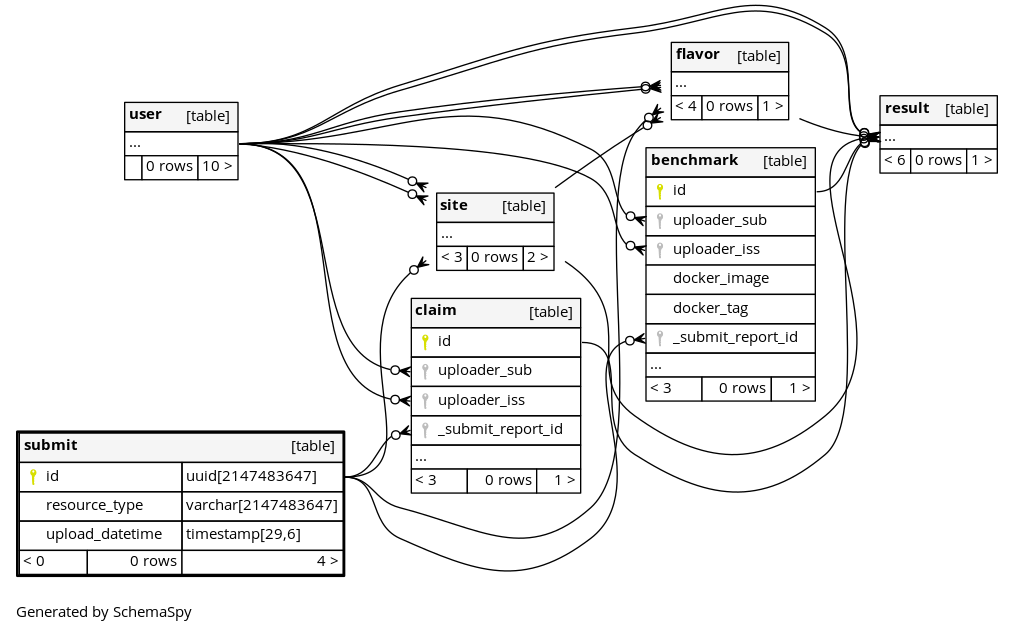 flavor [table]
...
< 4 0 rows 1 >
result [table]
...
< 6 0 rows 1 >
user [table]
...
0 rows 10 >
benchmark [table]
id
uploader_sub
uploader_iss
docker_image
docker_tag
_submit_report_id
...
< 3 0 rows 1 >
site [table]
...
< 3 0 rows 2 >
claim [table]
id
uploader_sub
uploader_iss
_submit_report_id
...
< 3 0 rows 1 >
submit [table]
id uuid[2147483647]
resource_type varchar[2147483647]
upload_datetime timestamp[29,6]
< 0 0 rows 4 >
Generated by SchemaSpy